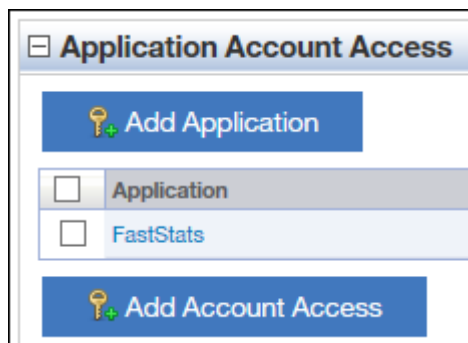 Application Account Access
Add Application
Application
FastStats
Add Account Access